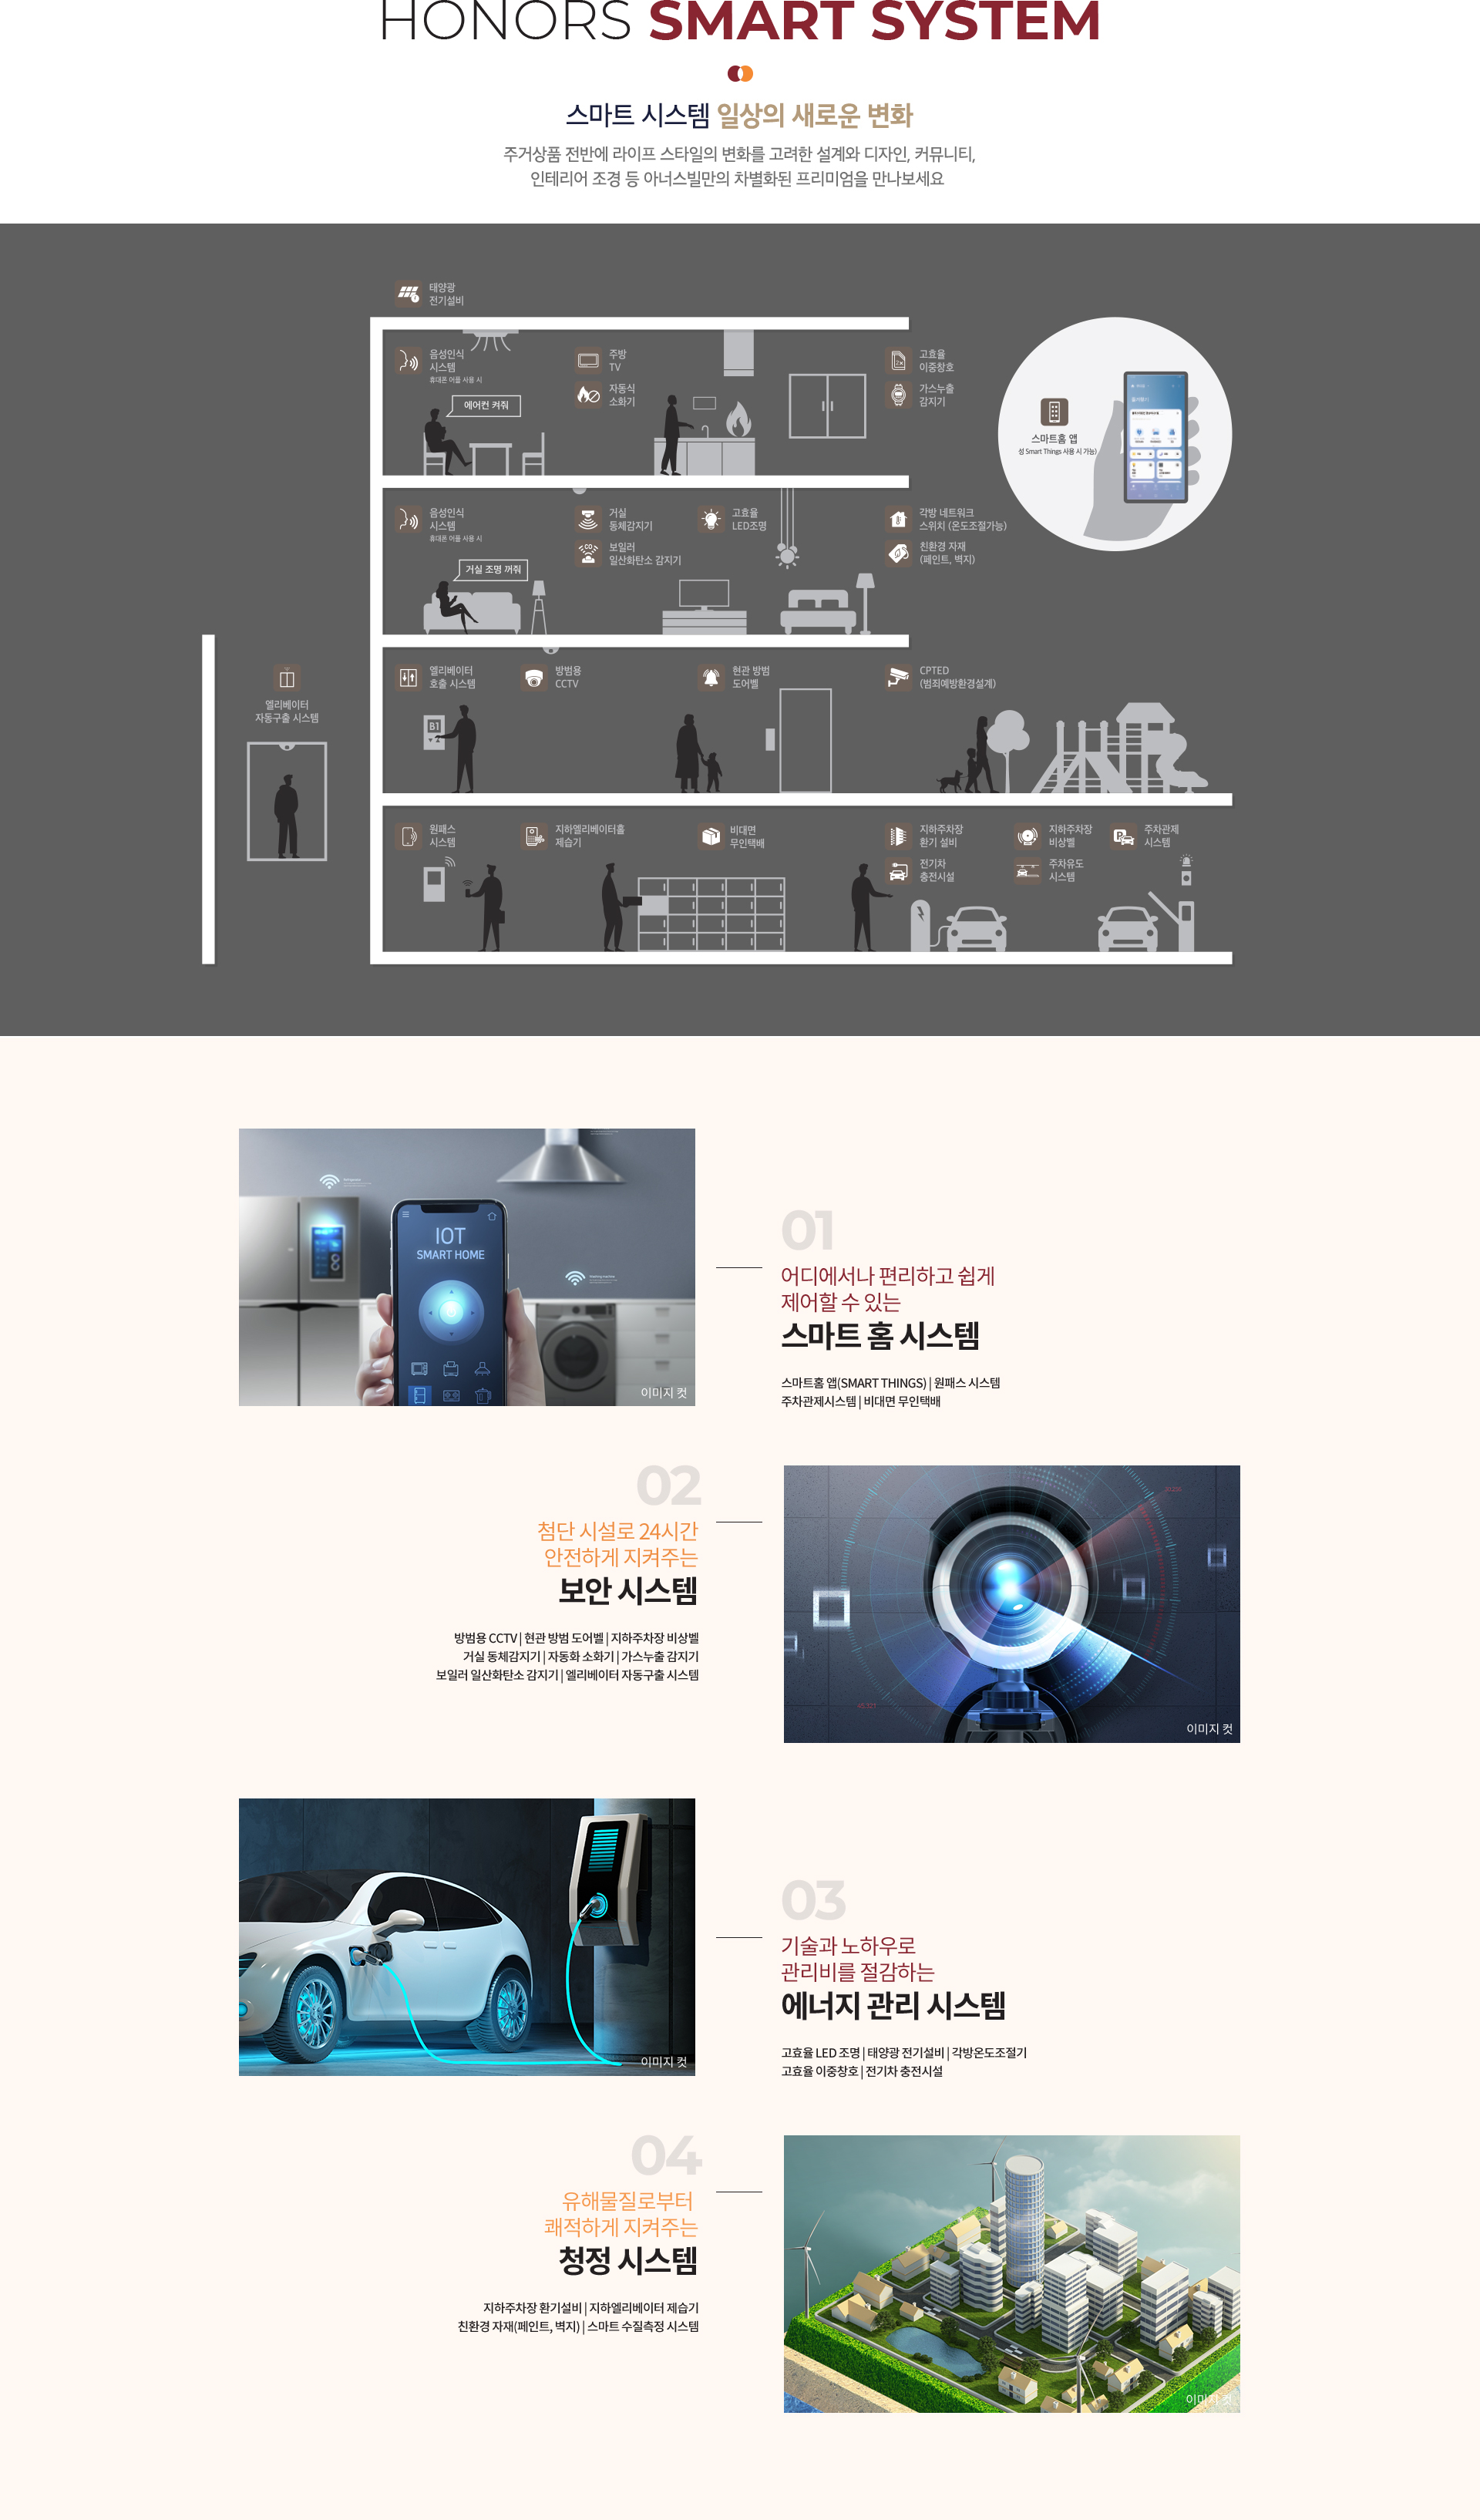 HONORS SMART SYSTEM
스마트 시스템 일상의 새로운 변화
주거상품 전반에 라이프 스타일의 변화를 고려한 설계와 디자인, 커뮤니티,
인테리어 조경 등 아너스빌만의 차별화된 프리미엄을 만나보세요
태양광
전기설비
음성인식
시스템
휴대폰 어플 사용 시
에어컨 켜줘
주방
TV
자동식
소화기
고효율
이중창호
가스누출
감지기
스마트홈 앱
성 Smart Things 사용 시 가능)
음성인식
시스템
휴대폰 어플 사용 시
거실 조명 꺼줘
거실
동체감지기
보일러
일산화탄소 감지기
고효율
LED조명
각방 네트워크
스위치 (온도조절가능)
친환경 자재
(페인트, 벽지)
엘리베이터
자동구출 시스템
엘리베이터
호출 시스템
B1
방범용
CCTV
현관 방범
도어벨
CPTED
(범죄예방환경설계)
원패스
시스템
지하엘리베이터홀
제습기
비대면
무인택배
지하주차장
환기 설비
전기차
충전시설
지하주차장
비상벨
주차유도
시스템
주차관제
시스템
IOT
SMART HOME
이미지 컷
01
어디에서나 편리하고 쉽게
제어할 수 있는
스마트 홈 시스템
스마트홈 앱(SMART THINGS) | 원패스 시스템
주차관제시스템 | 비대면 무인택배
02
첨단 시설로 24시간
안전하게 지켜주는
보안 시스템
방범용 CCTV | 현관 방범 도어벨 | 지하주차장 비상벨
거실 동체감지기 | 자동화 소화기 | 가스누출 감지기
보일러 일산화탄소 감지기 | 엘리베이터 자동구출 시스템
이미지 컷
이미지 컷
03
기술과 노하우로
관리비를 절감하는
에너지 관리 시스템
고효율 LED 조명 | 태양광 전기설비 | 각방온도조절기
고효율 이중창호 | 전기차 충전시설
04
유해물질로부터
쾌적하게 지켜주는
청정 시스템
지하주차장 환기설비 | 지하엘리베이터 제습기
친환경 자재(페인트, 벽지) | 스마트 수질측정 시스템
이미지 컷